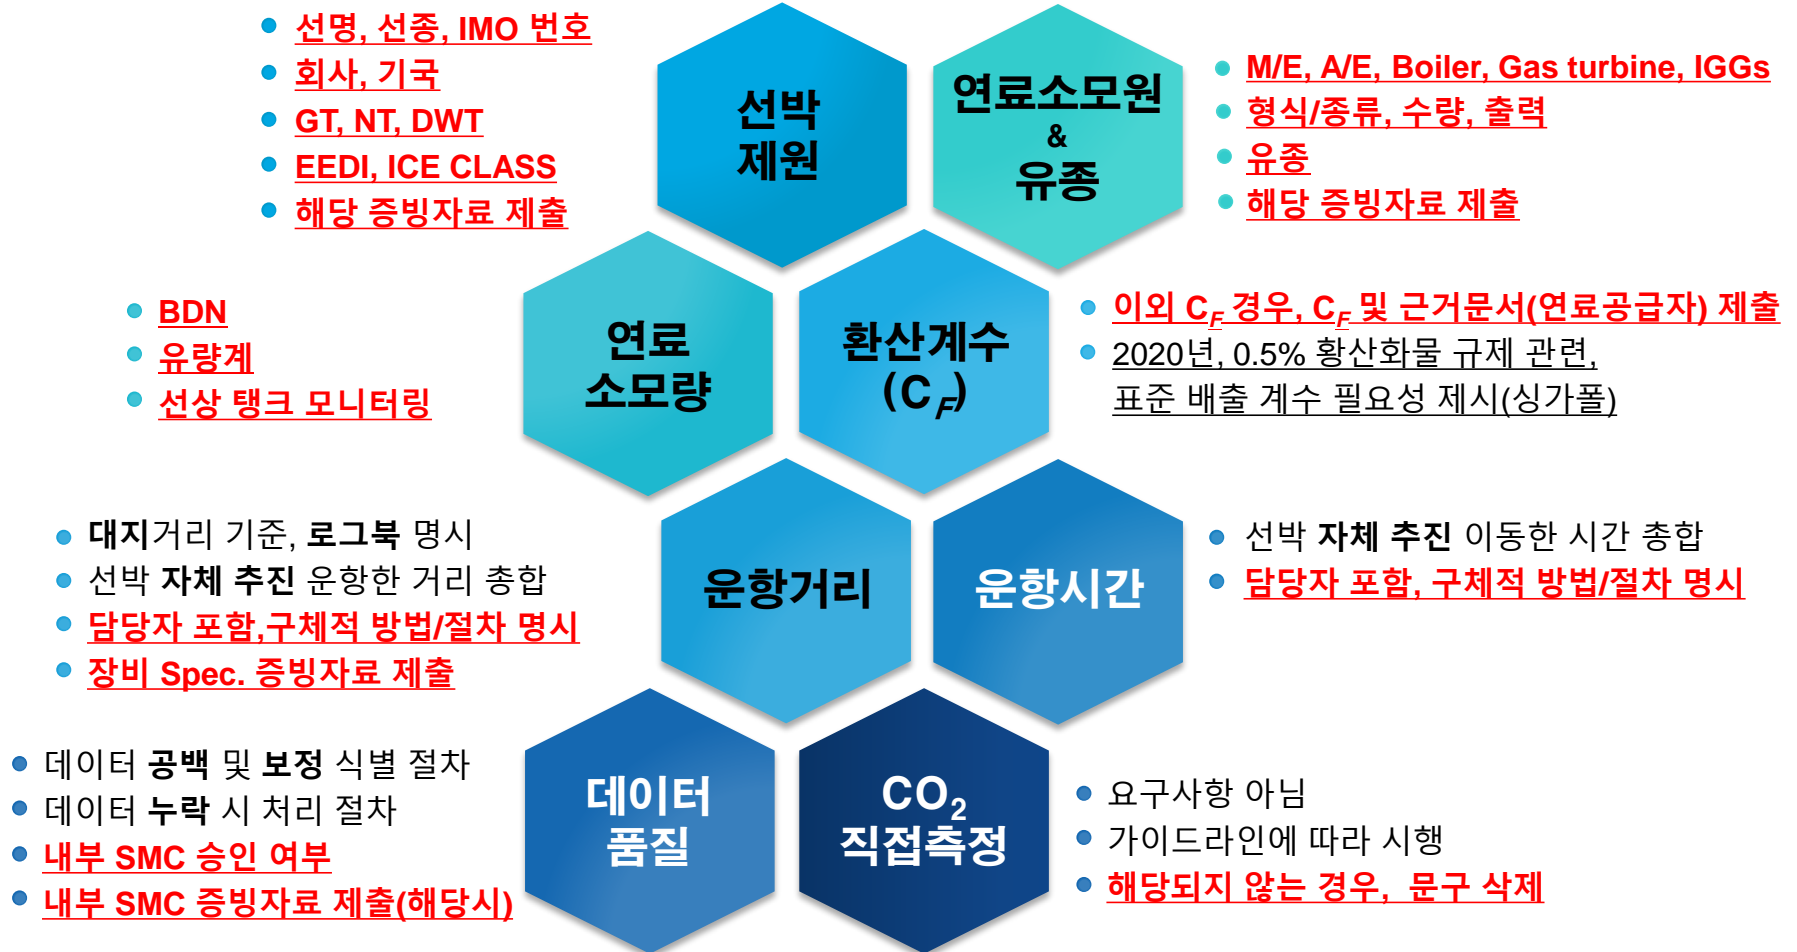 선명, 선종, IMO 번호
회사, 기국
GT, NT, DWT
EEDI, ICE CLASS
해당 증빙자료 제출
선박
제원
연료소모원
&
유종
M/E, A/E, Boiler, Gas turbine, IGGs
형식/종류, 수량, 출력
유종
해당 증빙자료 제출
BDN
유량계
선상 탱크 모니터링
연료
소모량
환산계수
(C_F)
이외 C_F 경우, C_F 및 근거문서(연료공급자) 제출
2020년, 0.5% 황산화물 규제 관련,
표준 배출 계수 필요성 제시(싱가폴)
대지거리 기준, 로그북 명시
선박 자체 추진 운항한 거리 총합
담당자 포함,구체적 방법/절차 명시
장비 Spec. 증빙자료 제출
운항거리
운항시간
선박 자체 추진 이동한 시간 총합
담당자 포함, 구체적 방법/절차 명시
데이터 공백 및 보정 식별 절차
데이터 누락 시 처리 절차
내부 SMC 승인 여부
내부 SMC 증빙자료 제출(해당시)
데이터
품질
CO₂
직접측정
요구사항 아님
가이드라인에 따라 시행
해당되지 않는 경우, 문구 삭제